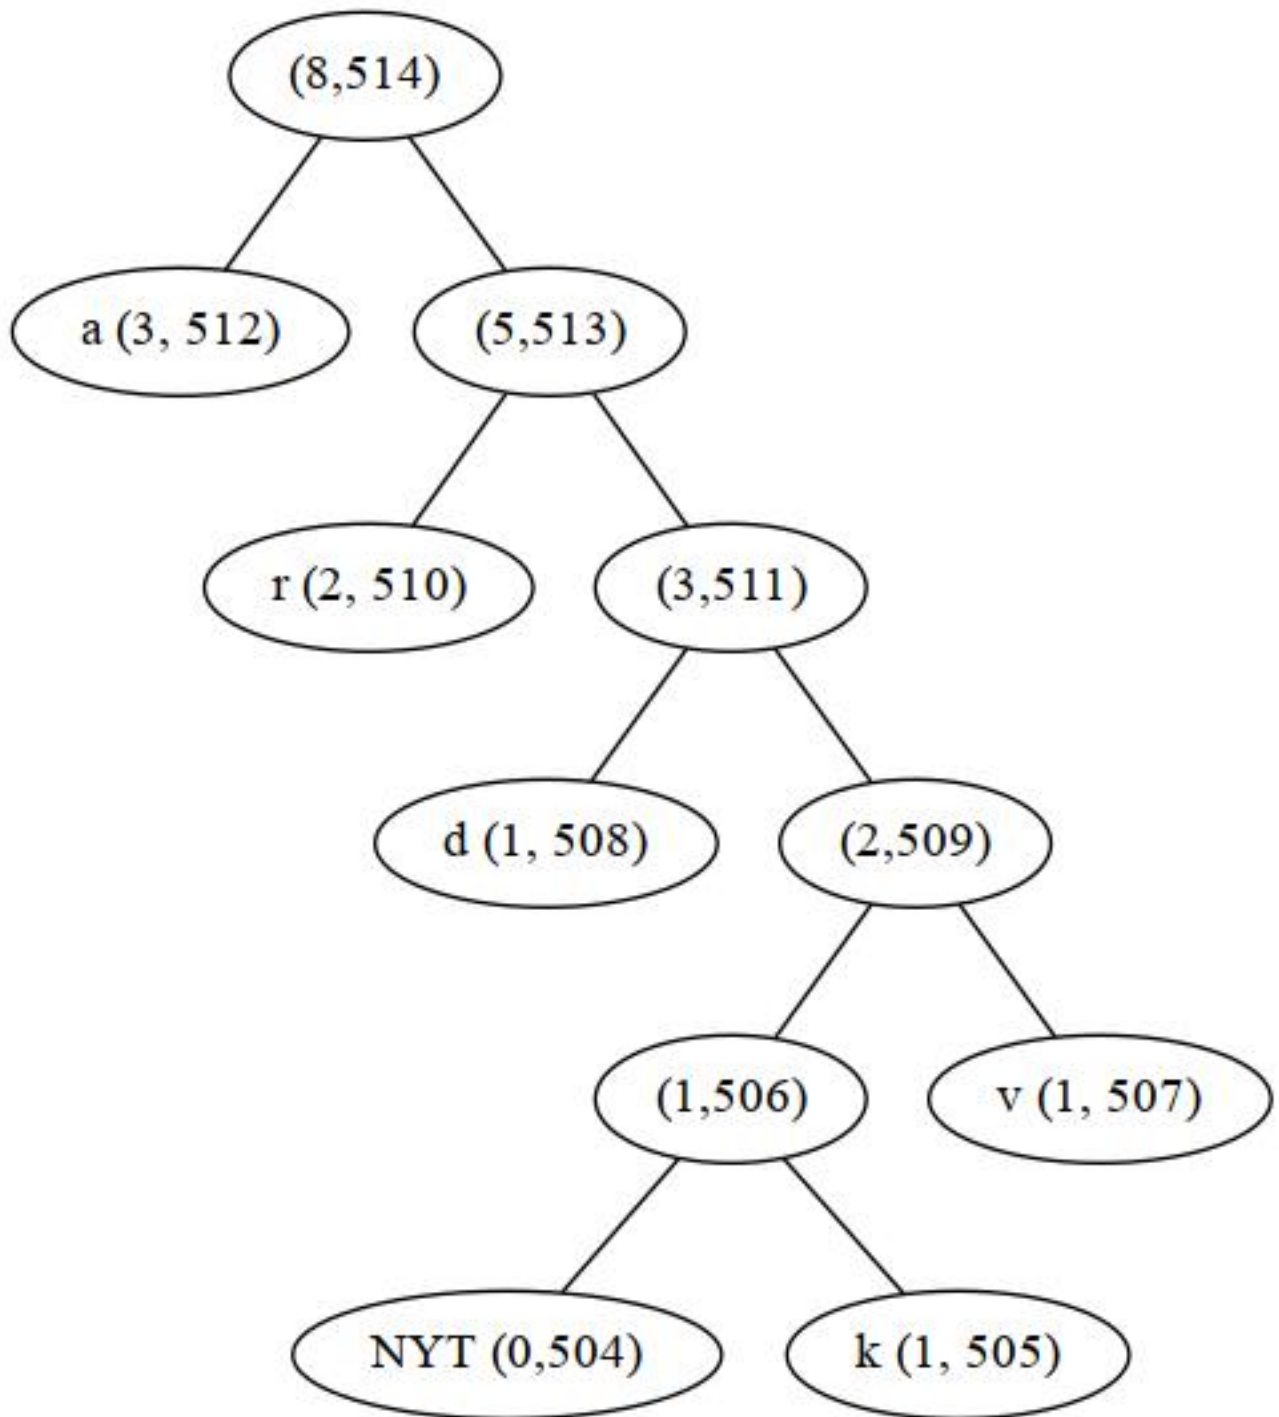 (8,514)
a (3, 512)
(5,513)
r (2, 510)
(3,511)
d (1, 508)
(2,509)
(1,506)
v (1, 507)
NYT (0,504)
k (1, 505)